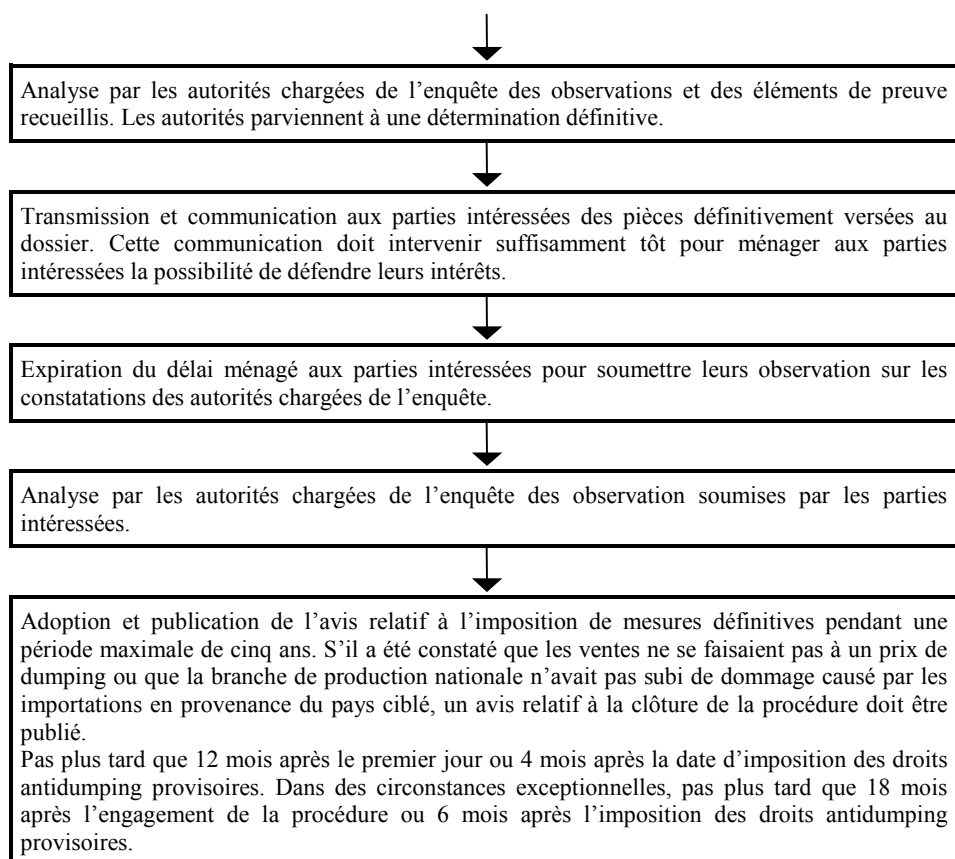 Analyse par les autorités chargées de l’enquête des observations et des éléments de preuve
recueillis. Les autorités parviennent à une détermination définitive.
Transmission et communication aux parties intéressées des pièces définitivement versées au
dossier. Cette communication doit intervenir suffisamment tôt pour ménager aux parties
intéressées la possibilité de défendre leurs intérêts.
Expiration du délai ménagé aux parties intéressées pour soumettre leurs observation sur les
constatations des autorités chargées de l’enquête.
Analyse par les autorités chargées de l’enquête des observation soumises par les parties
intéressées.
Adoption et publication de l’avis relatif à l’imposition de mesures définitives pendant une
période maximale de cinq ans. S’il a été constaté que les ventes ne se faisaient pas à un prix de
dumping ou que la branche de production nationale n’avait pas subi de dommage causé par les
importations en provenance du pays ciblé, un avis relatif à la clôture de la procédure doit être
publié.
Pas plus tard que 12 mois après le premier jour ou 4 mois après la date d’imposition des droits
antidumping provisoires. Dans des circonstances exceptionnelles, pas plus tard que 18 mois
après l’engagement de la procédure ou 6 mois après l’imposition des droits antidumping
provisoires.